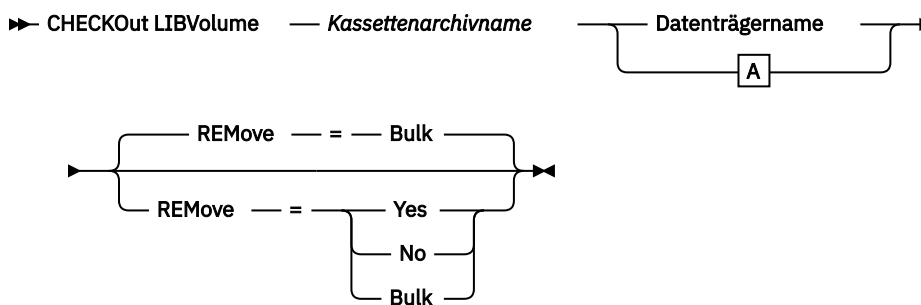 CHECKOut LIBVolume Kassettenarchivname Datenträgername
A
REMove = Bulk
REMove = Yes
No
Bulk